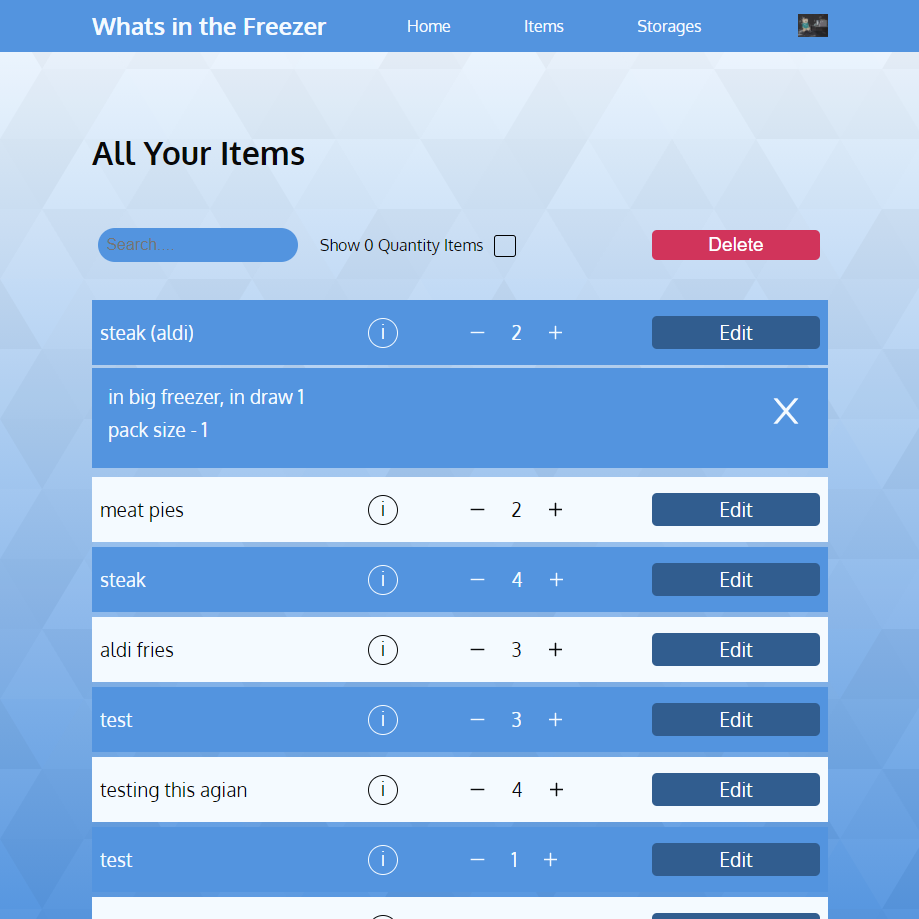 Whats in the Freezer Home Items Storages
All Your Items
Search.... Show 0 Quantity Items Delete
steak (aldi) i − 2 + Edit
in big freezer, in draw 1 X
pack size - 1
meat pies i − 2 + Edit
steak i − 4 + Edit
aldi fries i − 3 + Edit
test i − 3 + Edit
testing this agian i − 4 + Edit
test i − 1 + Edit